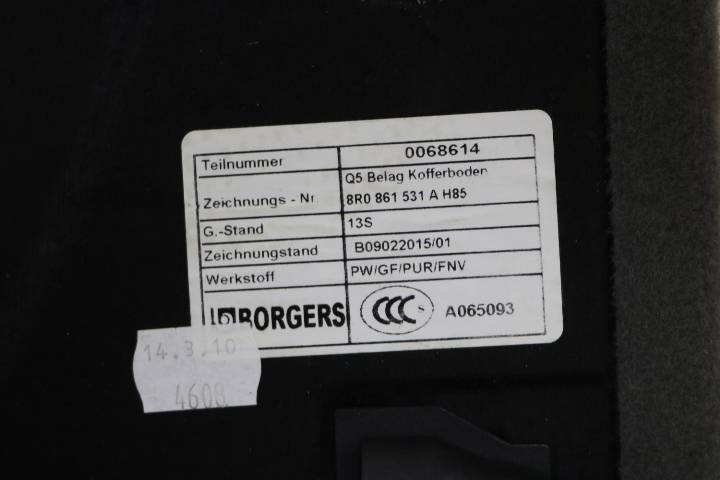 Teilnummer 0068614
Q5 Belag Kofferboden
Zeichnungs - Nr. 8R0 861 531 A H85
G.-Stand 13S
Zeichnungstand B09022015/01
Werkstoff PW/GF/PUR/FNV
BORGERS CCC S A065093
14.3.10
4600